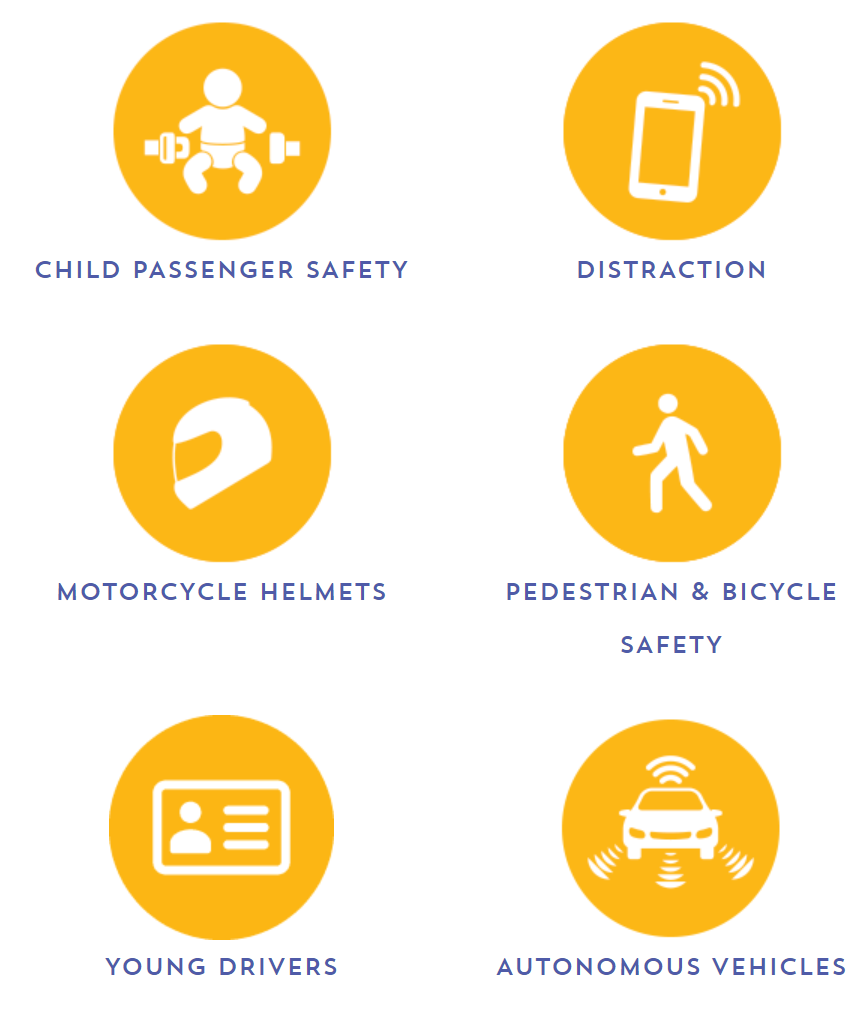 CHILD PASSENGER SAFETY
DISTRACTION
MOTORCYCLE HELMETS
PEDESTRIAN & BICYCLE
SAFETY
YOUNG DRIVERS
AUTONOMOUS VEHICLES